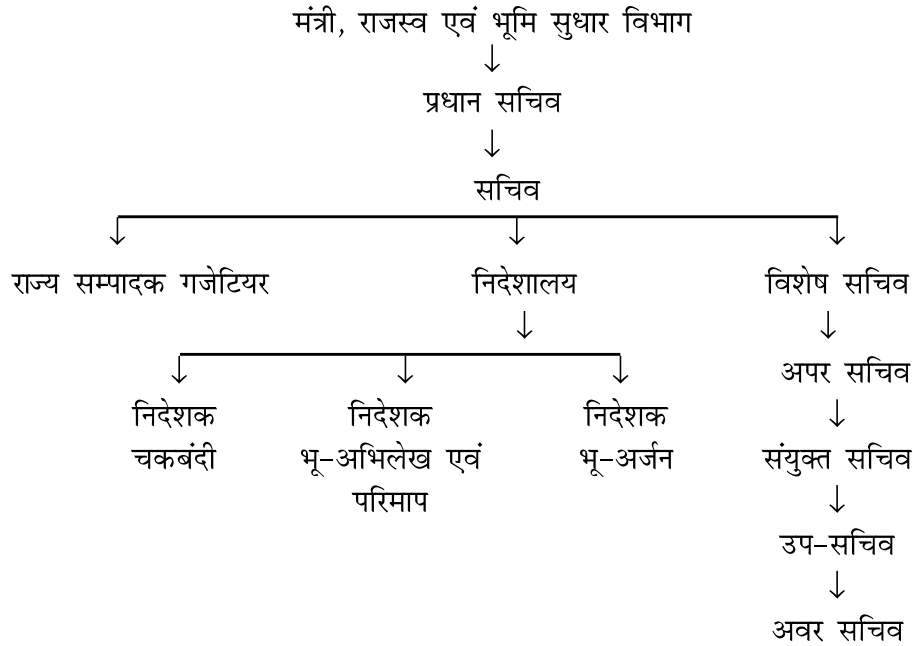 मंत्री, राजस्व एवं भूमि सुधार विभाग
प्रधान सचिव
सचिव
राज्य सम्पादक गजेटियर
निदेशालय
विशेष सचिव
अपर सचिव
निदेशक
चकबंदी
निदेशक
भू-अभिलेख एवं
परिमाप
निदेशक
भू-अर्जन
संयुक्त सचिव
उप-सचिव
अवर सचिव